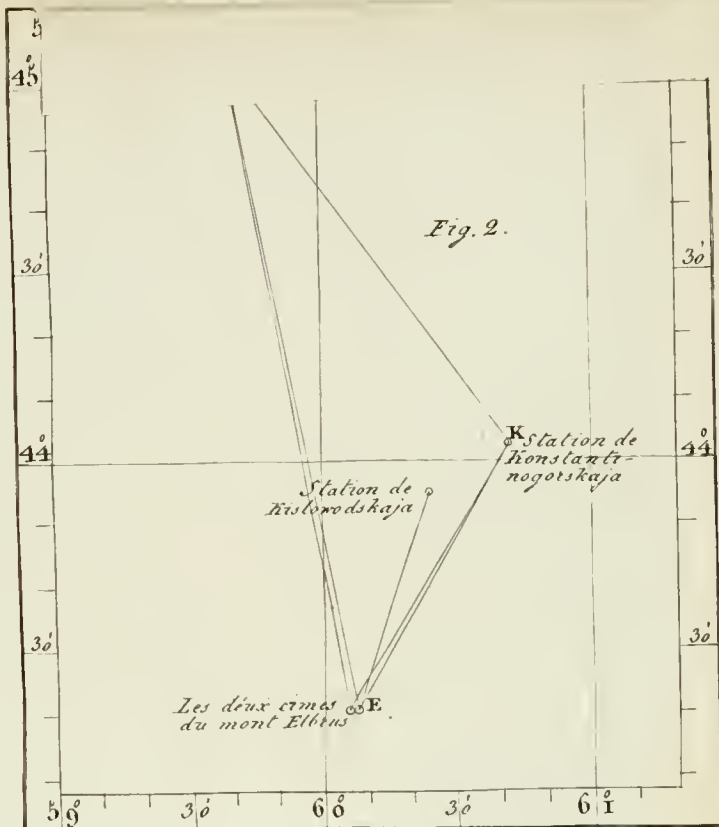 5
45°
30'
Fig. 2.
30'
K
Station de
Konstanti-
nogorskaja
44°
44°
Station de
Kislowodskaja
30'
30'
Les deux cimes
du mont Elbrus
E
59°
30'
60°
30'
61°